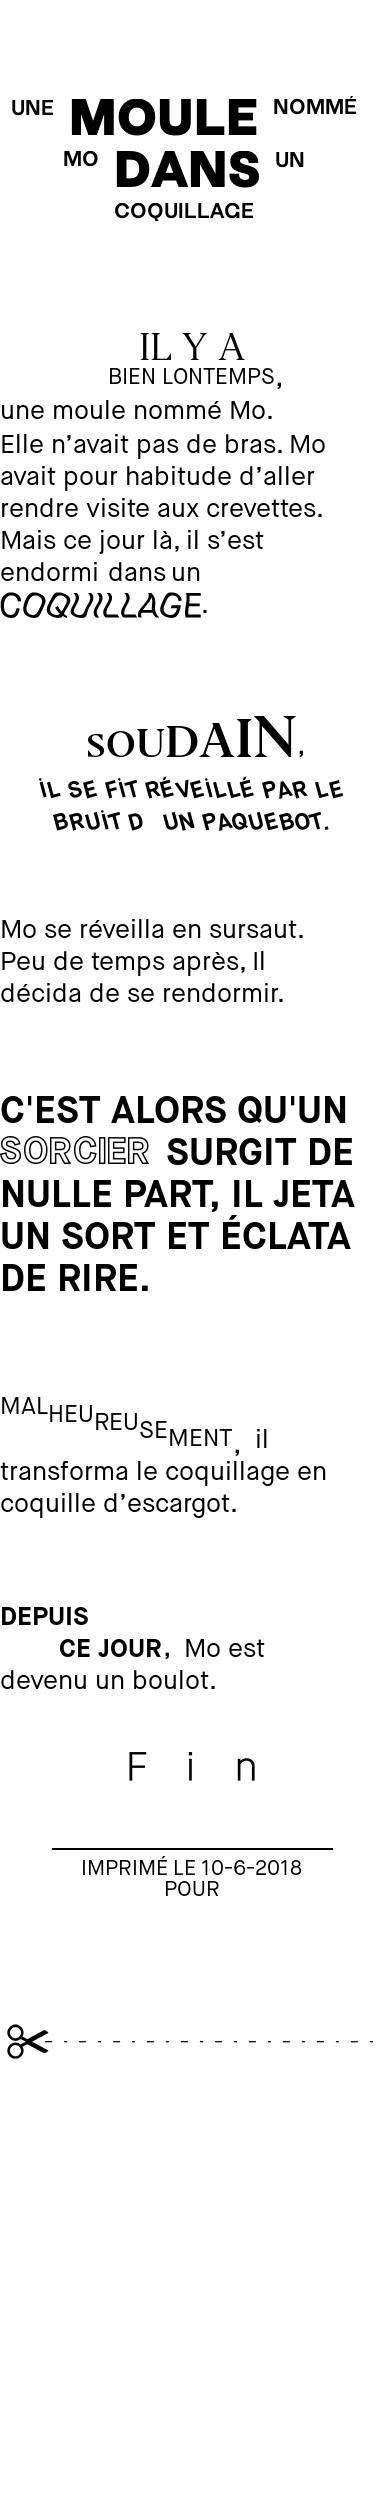 UNE MOULE NOMMÉ
MO DANS UN
COQUILLAGE
IL Y A
BIEN LONTEMPS,
une moule nommé Mo.
Elle n’avait pas de bras. Mo
avait pour habitude d’aller
rendre visite aux crevettes.
Mais ce jour là, il s’est
endormi dans un
COQUILLAGE.
SOUDAIN,
IL SE FIT RÉVEILLÉ PAR LE
BRUIT D UN PAQUEBOT.
Mo se réveilla en sursaut.
Peu de temps après, Il
décida de se rendormir.
C'EST ALORS QU'UN
SORCIER SURGIT DE
NULLE PART, IL JETA
UN SORT ET ÉCLATA
DE RIRE.
MALHEUREUSEMENT, il
transforma le coquillage en
coquille d’escargot.
DEPUIS
CE JOUR, Mo est
devenu un boulot.
Fin
IMPRIMÉ LE 10-6-2018
POUR